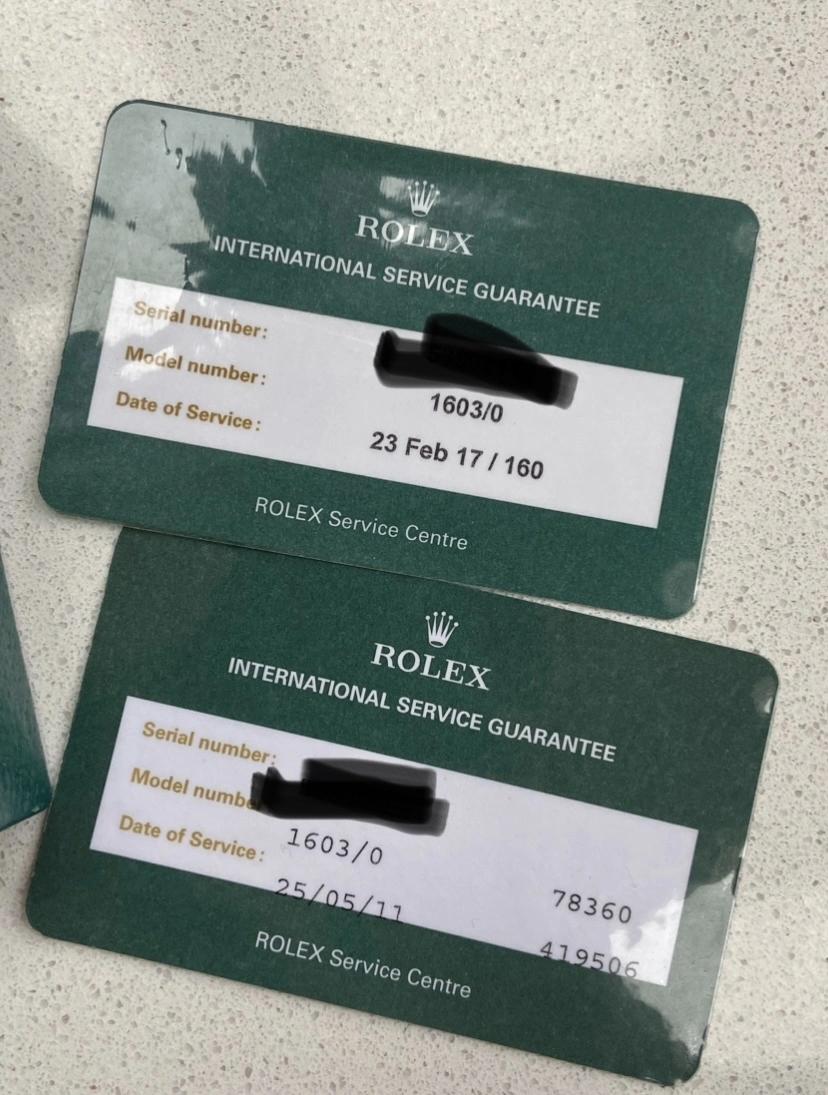 ROLEX
INTERNATIONAL SERVICE GUARANTEE
Serial number:
Model number: 1603/0
Date of Service: 23 Feb 17 / 160
ROLEX Service Centre
ROLEX
INTERNATIONAL SERVICE GUARANTEE
Serial number:
Model numbe 1603/0 78360
Date of Service: 25/05/11 419506
ROLEX Service Centre